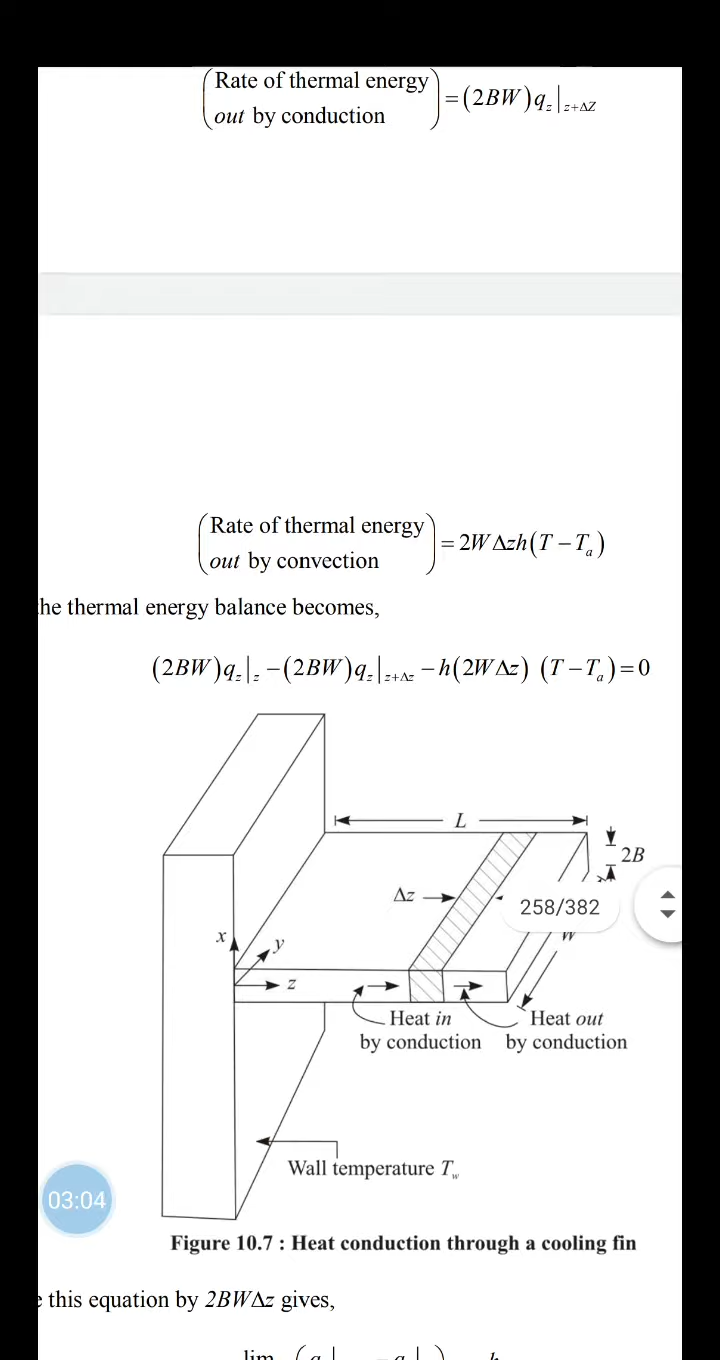 (Rate of thermal energy
out by conduction) = (2BW)q_z|_{z+ΔZ}
(Rate of thermal energy
out by convection) = 2WΔzh(T − T_a)
he thermal energy balance becomes,
(2BW)q_z|_z − (2BW)q_z|_{z+Δz} − h(2WΔz) (T − T_a) = 0
L
2B
Δz
258/382
W
x
y
z
Heat in
by conduction
Heat out
by conduction
Wall temperature T_w
03:04
Figure 10.7 : Heat conduction through a cooling fin
e this equation by 2BWΔz gives,
lim